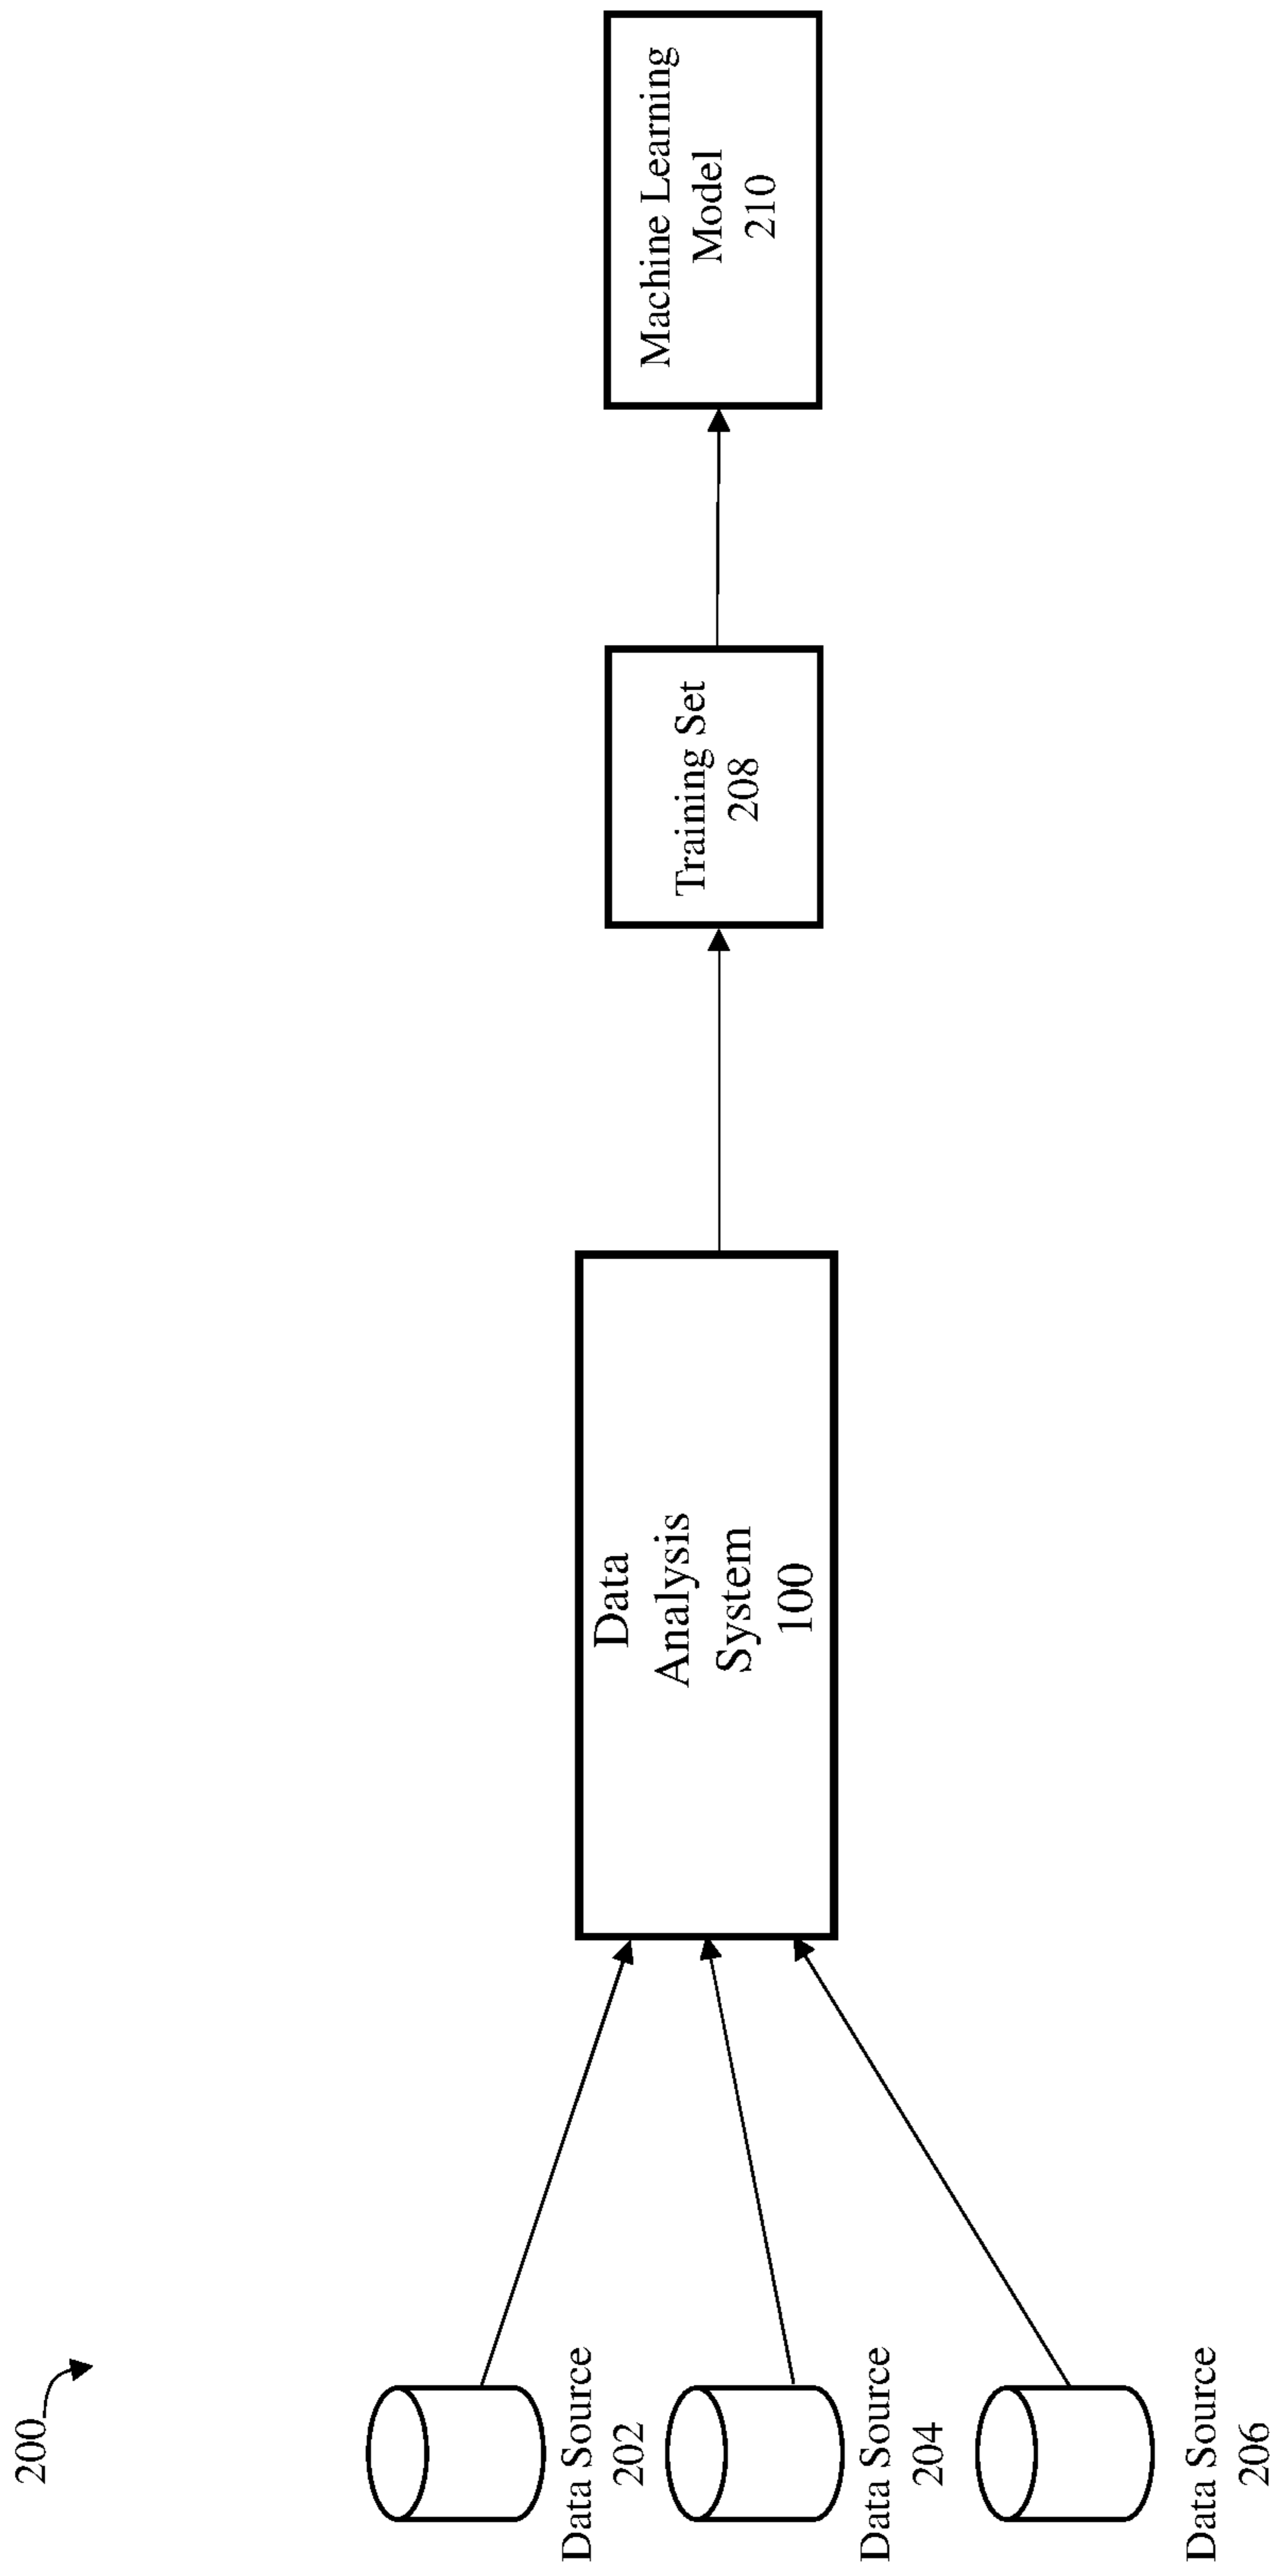 200
Data Source
202
Data Source
204
Data Source
206
Data
Analysis
System
100
Training Set
208
Machine Learning
Model
210